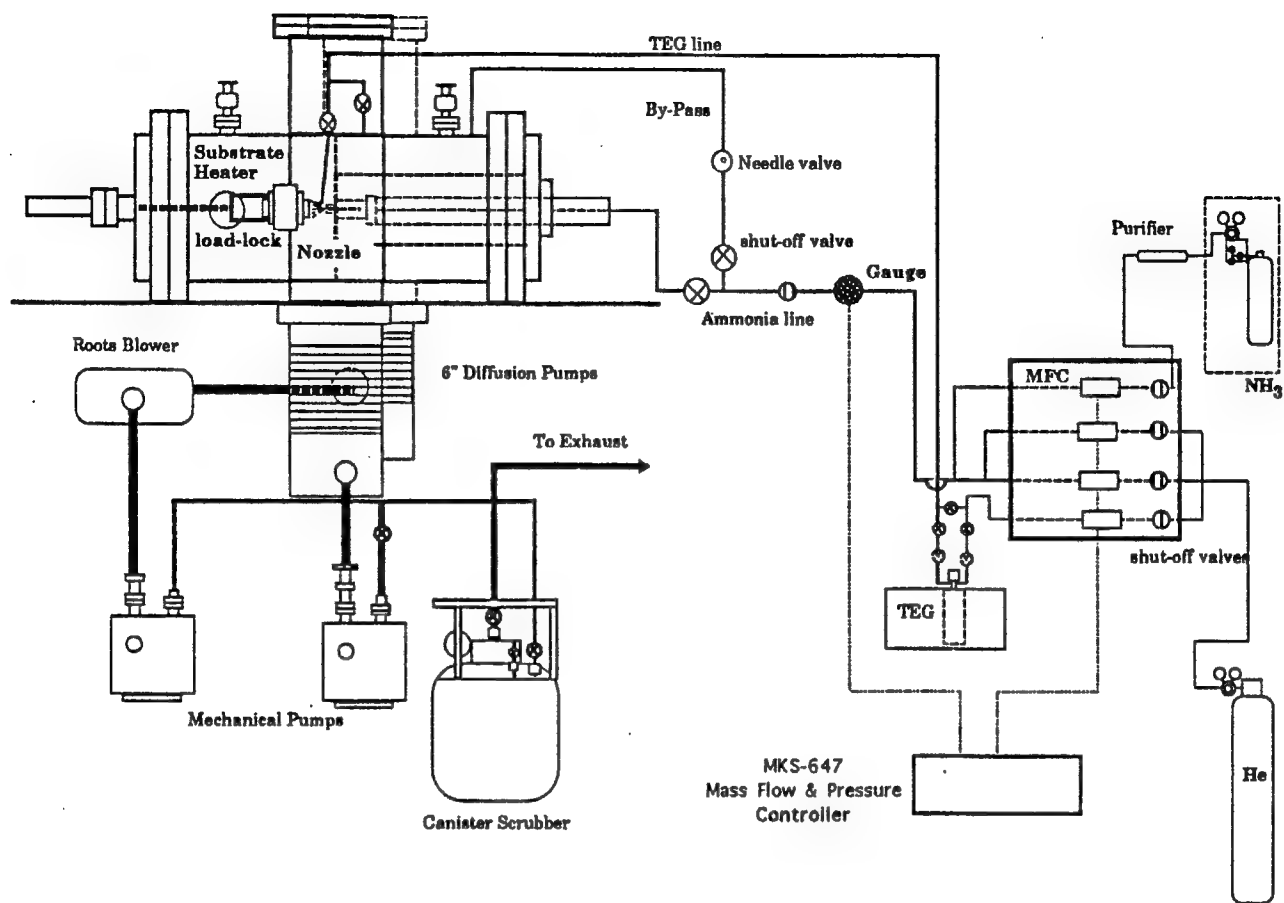 TEG line
By-Pass
Substrate
Heater
Needle valve
load-lock
Nozzle
shut-off valve
Purifier
Gauge
Ammonia line
Roots Blower
6" Diffusion Pumps
MFC
NH3
To Exhaust
shut-off valves
TEG
Mechanical Pumps
MKS-647
Mass Flow & Pressure
Controller
He
Canister Scrubber